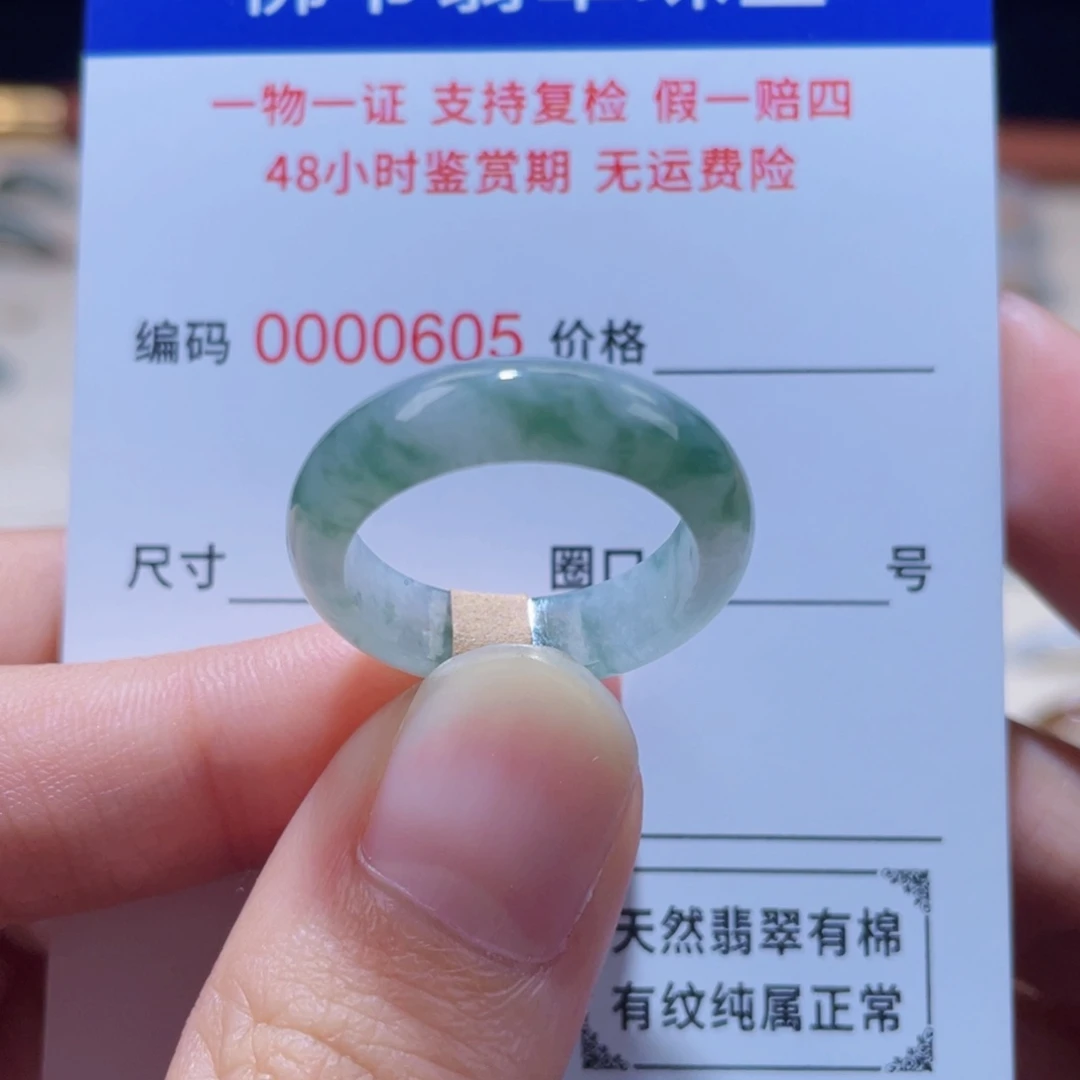 一物一证 支持复检 假一赔四
48小时鉴赏期 无运费险
编码 0000605 价格
尺寸 圈口 号
天然翡翠有棉
有纹纯属正常